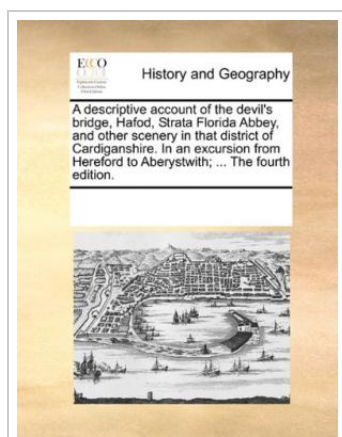 ECCO
History and Geography
A descriptive account of the devil's
bridge, Hafod, Strata Florida Abbey,
and other scenery in that district of
Cardiganshire. In an excursion from
Hereford to Aberystwith; ... The fourth
edition.